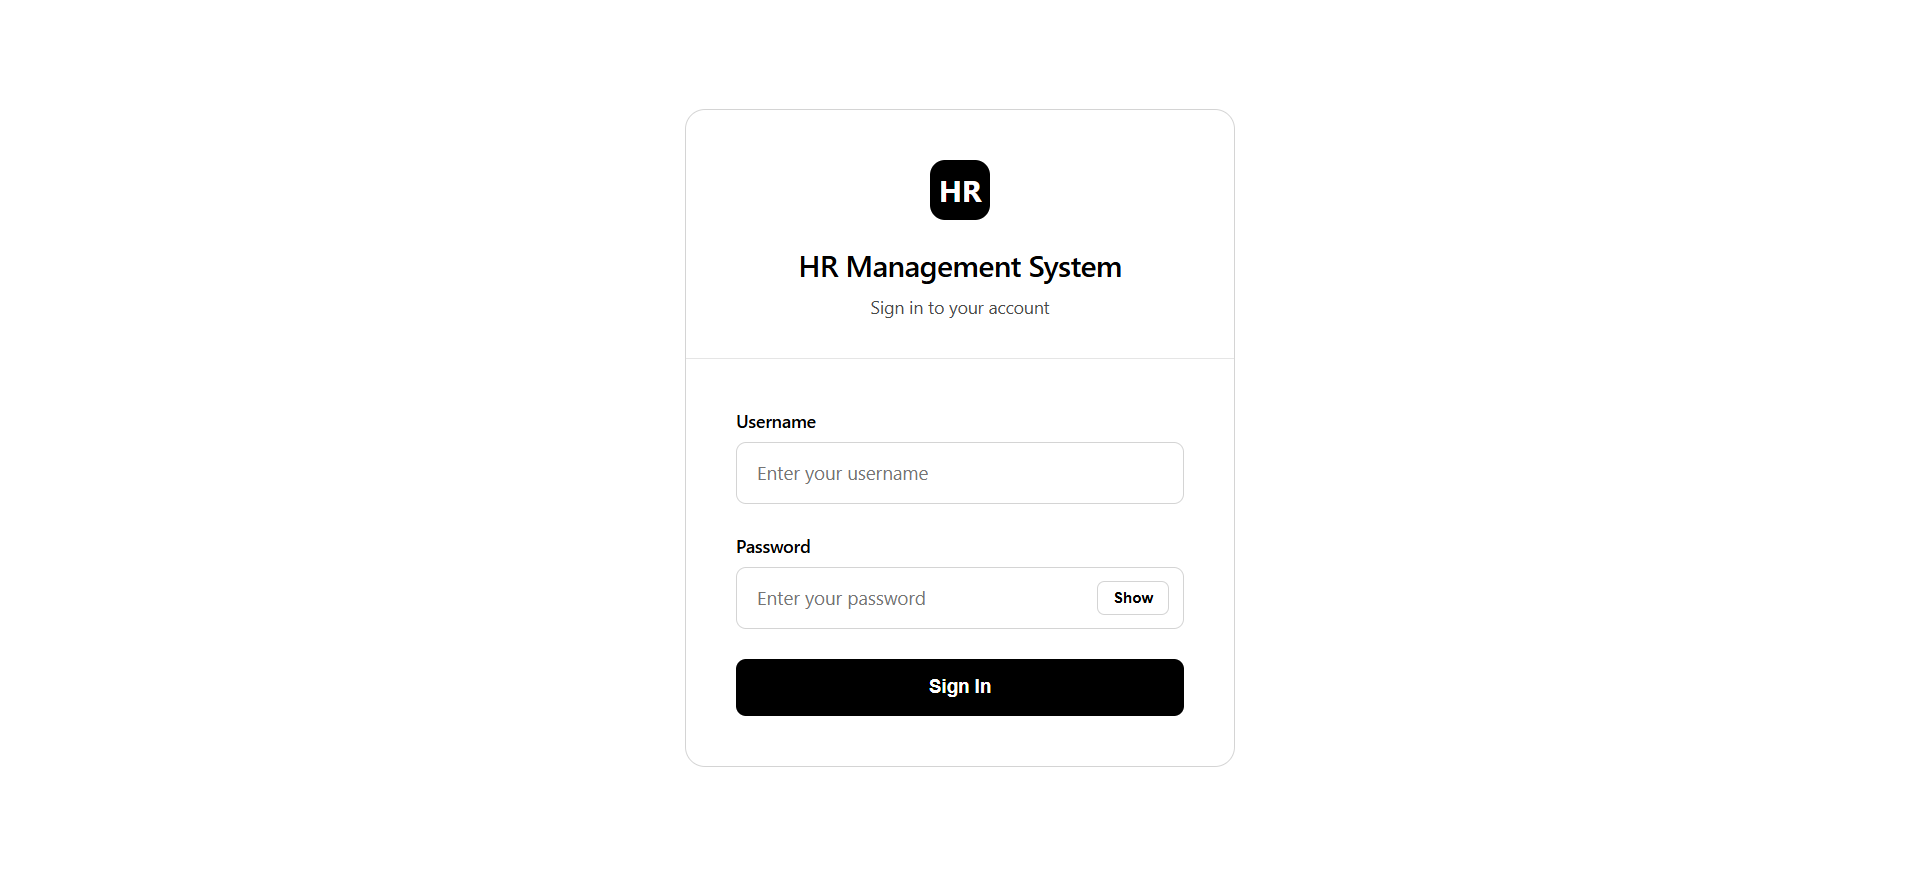 HR
HR Management System
Sign in to your account
Username
Enter your username
Password
Enter your password
Show
Sign In